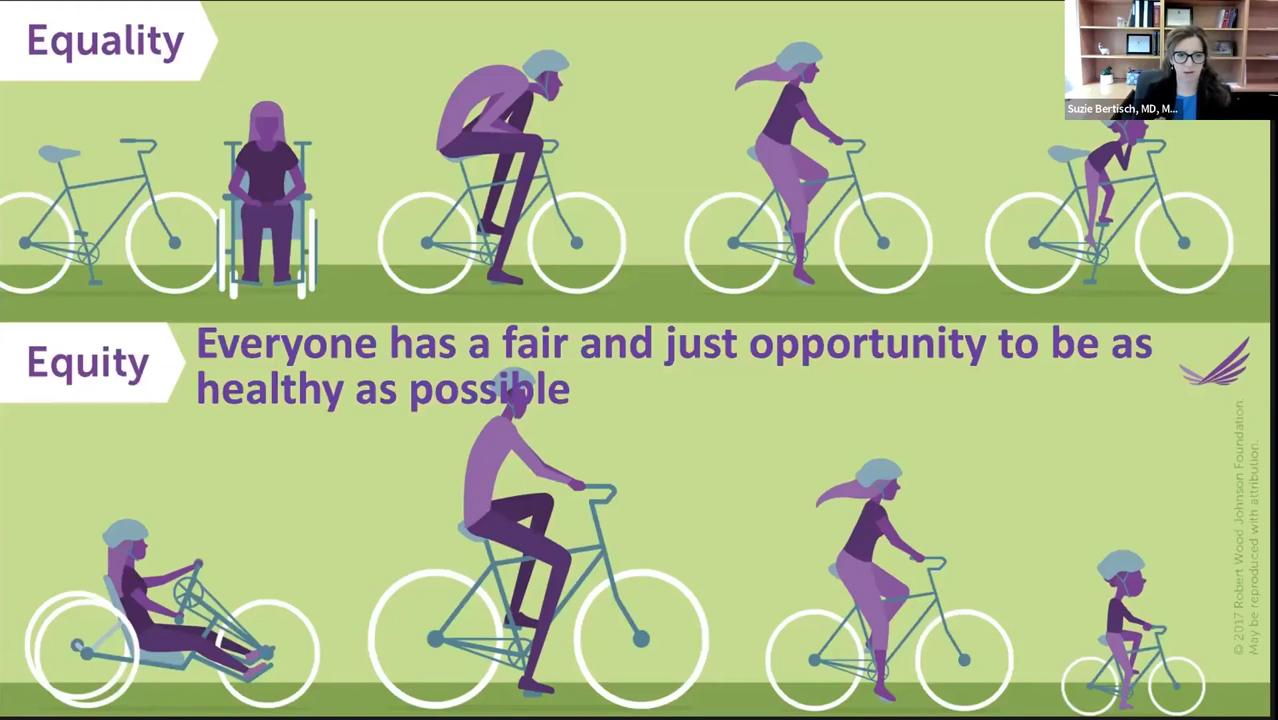 Equality
Suzie Bertisch, MD, M...
Equity
Everyone has a fair and just opportunity to be as
healthy as possible
© 2017 Robert Wood Johnson Foundation.
May be reproduced with attribution.